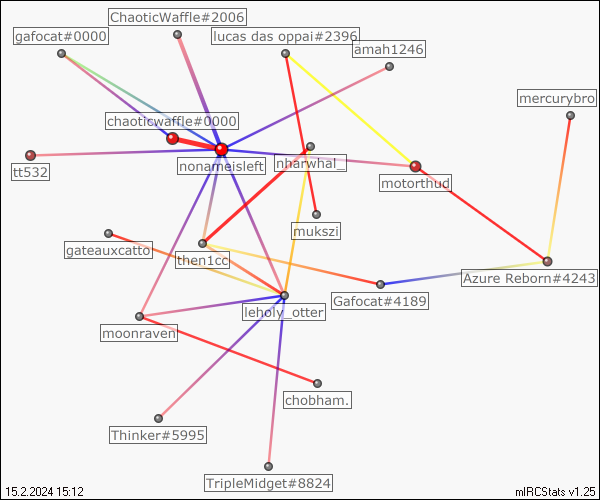 ChaoticWaffle#2006
gafocat#0000
lucas das oppai#2396
amah1246
mercurybro
chaoticwaffle#0000
tt532
nonameisleft
nharwhal_
motorthud
mukszi
gateauxcatto
then1cc
Azure Reborn#4243
Gafocat#4189
leholy_otter
moonraven
chobham.
Thinker#5995
TripleMidget#8824
15.2.2024 15:12
mIRCStats v1.25